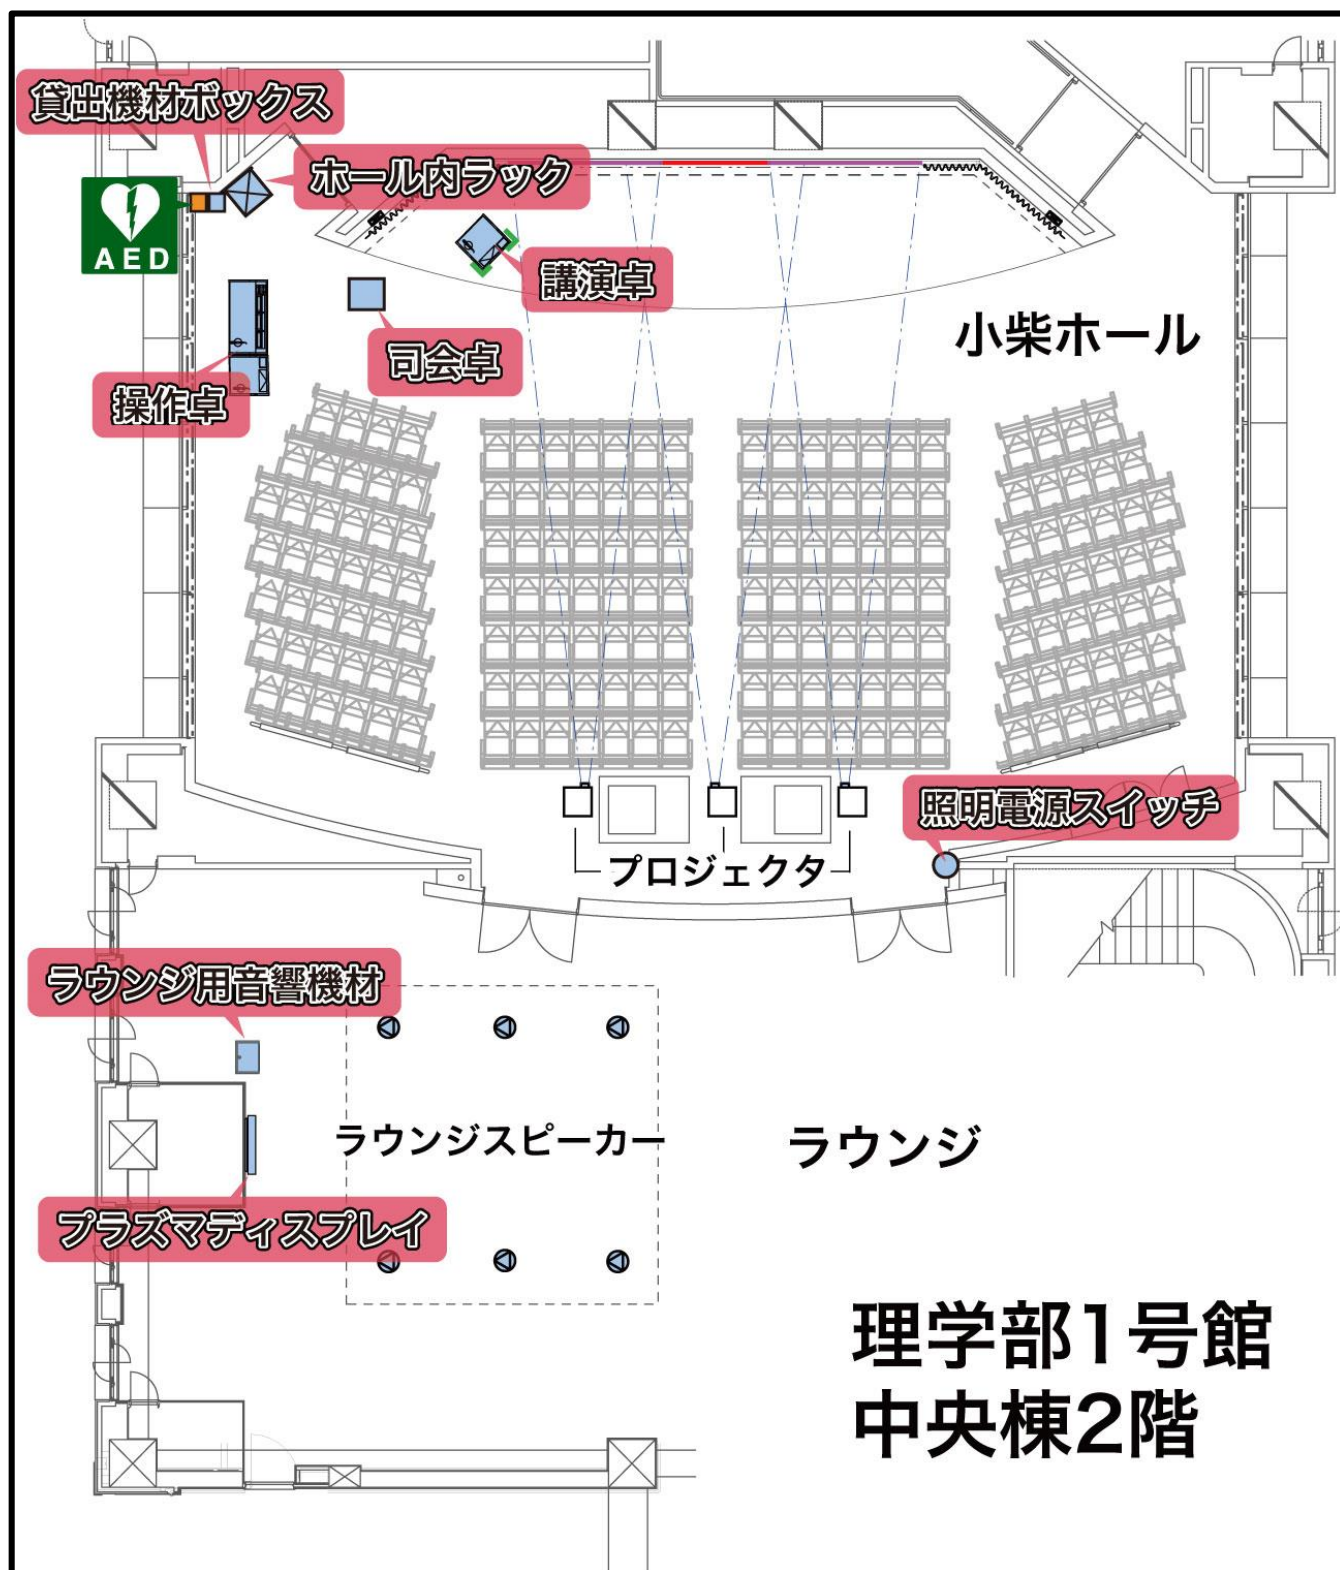 貸出機材ボックス
ホール内ラック
AED
講演卓
小柴ホール
司会卓
操作卓
照明電源スイッチ
プロジェクタ
ラウンジ用音響機材
ラウンジスピーカー
ラウンジ
プラズマディスプレイ
理学部1号館
中央棟2階